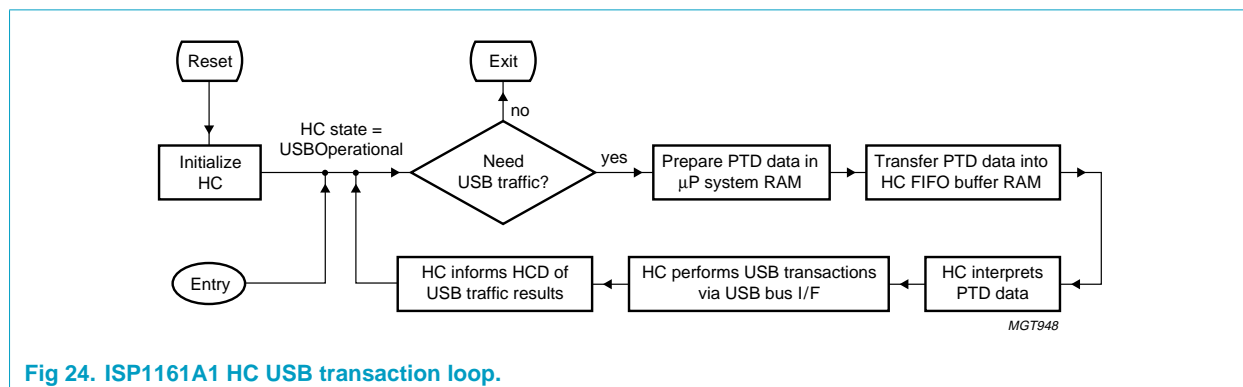 Reset
Exit
no
HC state =
USBOperational
Initialize
HC
Need
USB traffic?
yes
Prepare PTD data in
µP system RAM
Transfer PTD data into
HC FIFO buffer RAM
Entry
HC informs HCD of
USB traffic results
HC performs USB transactions
via USB bus I/F
HC interprets
PTD data
MGT948
Fig 24. ISP1161A1 HC USB transaction loop.